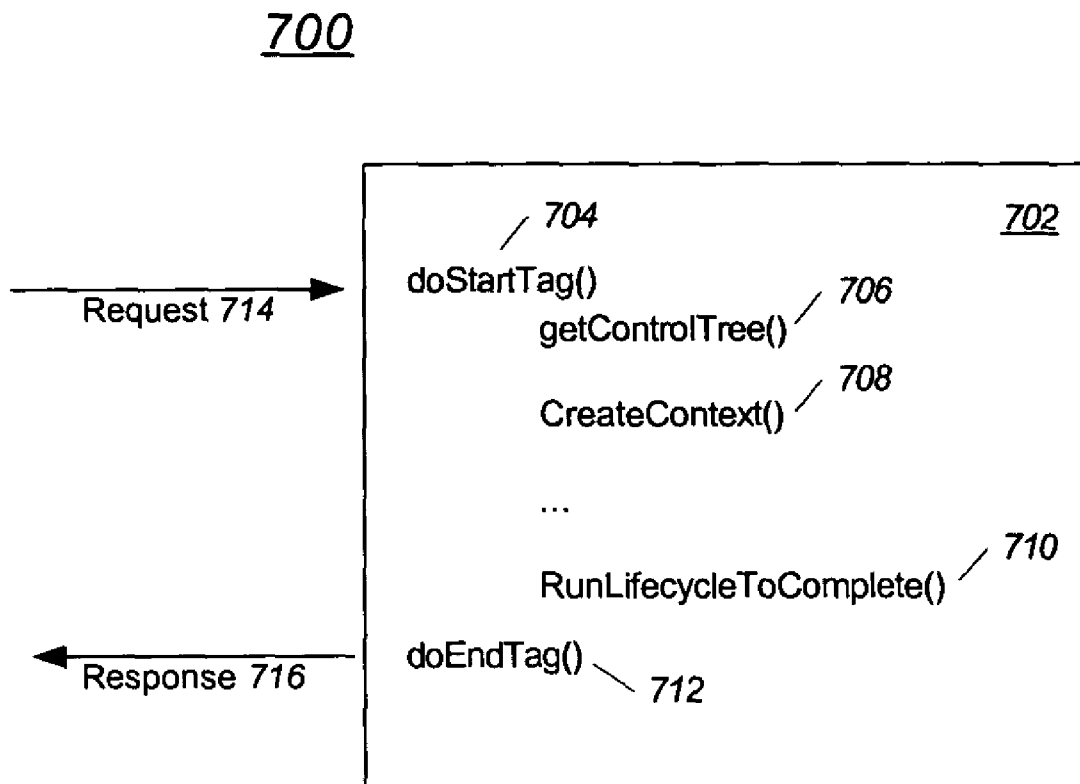 700
704
702
doStartTag()
Request 714
706
getControlTree()
708
CreateContext()
...
710
RunLifecycleToComplete()
doEndTag()
Response 716
712